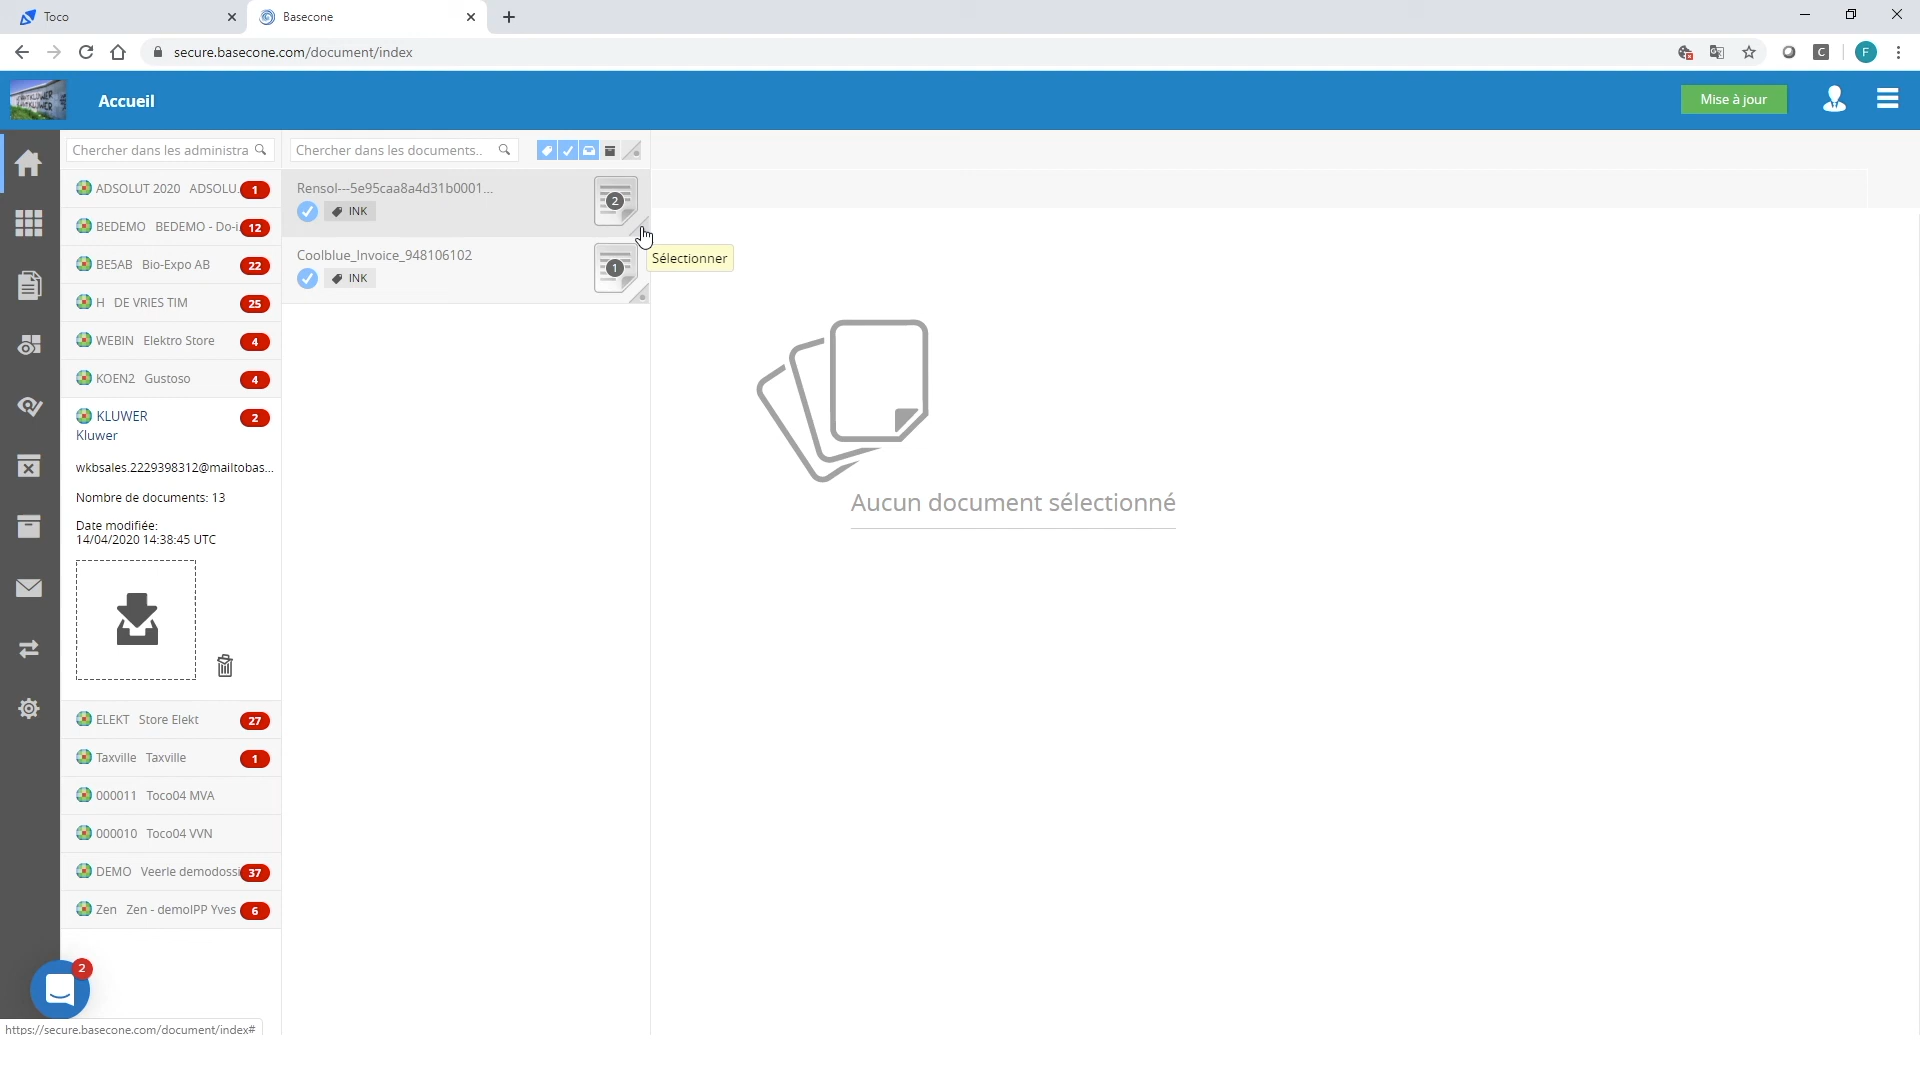 Toco
Basecone
secure.basecone.com/document/index
C
F
Accueil
Mise à jour
Chercher dans les administra
Chercher dans les documents..
ADSOLUT 2020 ADSOLU. 1
BEDEMO BEDEMO - Do-i. 12
BE5AB Bio-Expo AB 22
H DE VRIES TIM 25
WEBIN Elektro Store 4
KOEN2 Gustoso 4
KLUWER 2
Kluwer
wkbsales.2229398312@mailtobas...
Nombre de documents: 13
Date modifiée:
14/04/2020 14:38:45 UTC
ELEKT Store Elekt 27
Taxville Taxville 1
000011 Toco04 MVA
000010 Toco04 VVN
DEMO Veerle demodossi 37
Zen Zen - demoIPP Yves 6
2
https://secure.basecone.com/document/index#
Rensol---5e95caa8a4d31b0001...
INK
2
Coolblue_Invoice_948106102
INK
1
Sélectionner
Aucun document sélectionné